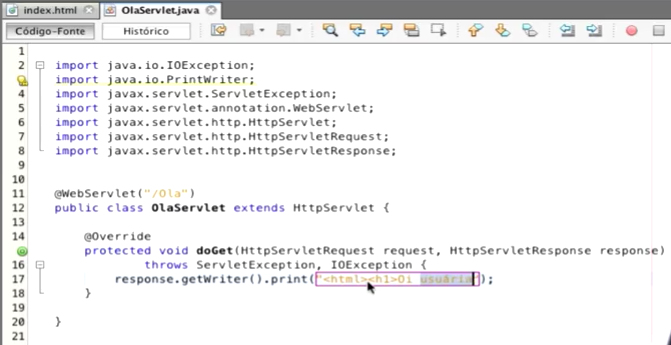 index.html OlaServlet.java
Código-Fonte Histórico
1
2 import java.io.IOException;
import java.io.PrintWriter;
4 import javax.servlet.ServletException;
5 import javax.servlet.annotation.WebServlet;
6 import javax.servlet.http.HttpServlet;
7 import javax.servlet.http.HttpServletRequest;
8 import javax.servlet.http.HttpServletResponse;
9
10
11 @WebServlet("/Ola")
12 public class OlaServlet extends HttpServlet {
13
14 @Override
protected void doGet(HttpServletRequest request, HttpServletResponse response)
16 throws ServletException, IOException {
17 response.getWriter().print("<html><h1>Oi usuária");
18 }
19
20 }
21